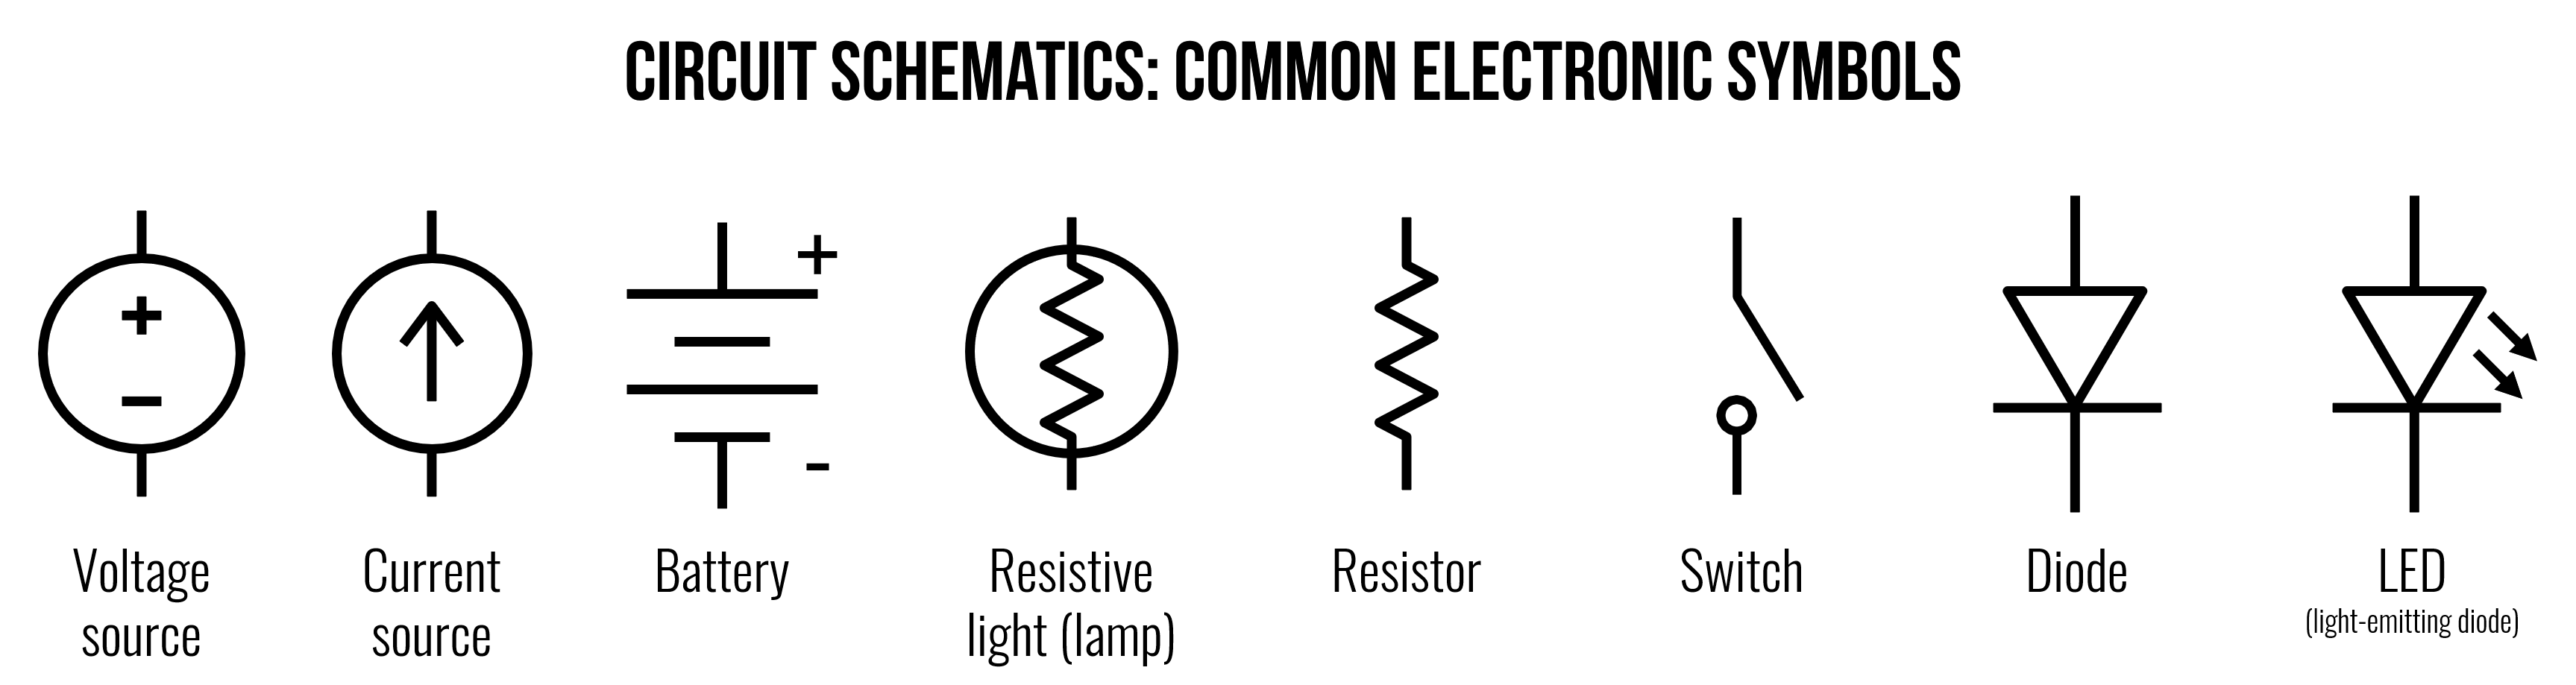 CIRCUIT SCHEMATICS: COMMON ELECTRONIC SYMBOLS
+
−
+
-
Voltage
source
Current
source
Battery
Resistive
light (lamp)
Resistor
Switch
Diode
LED
(light-emitting diode)